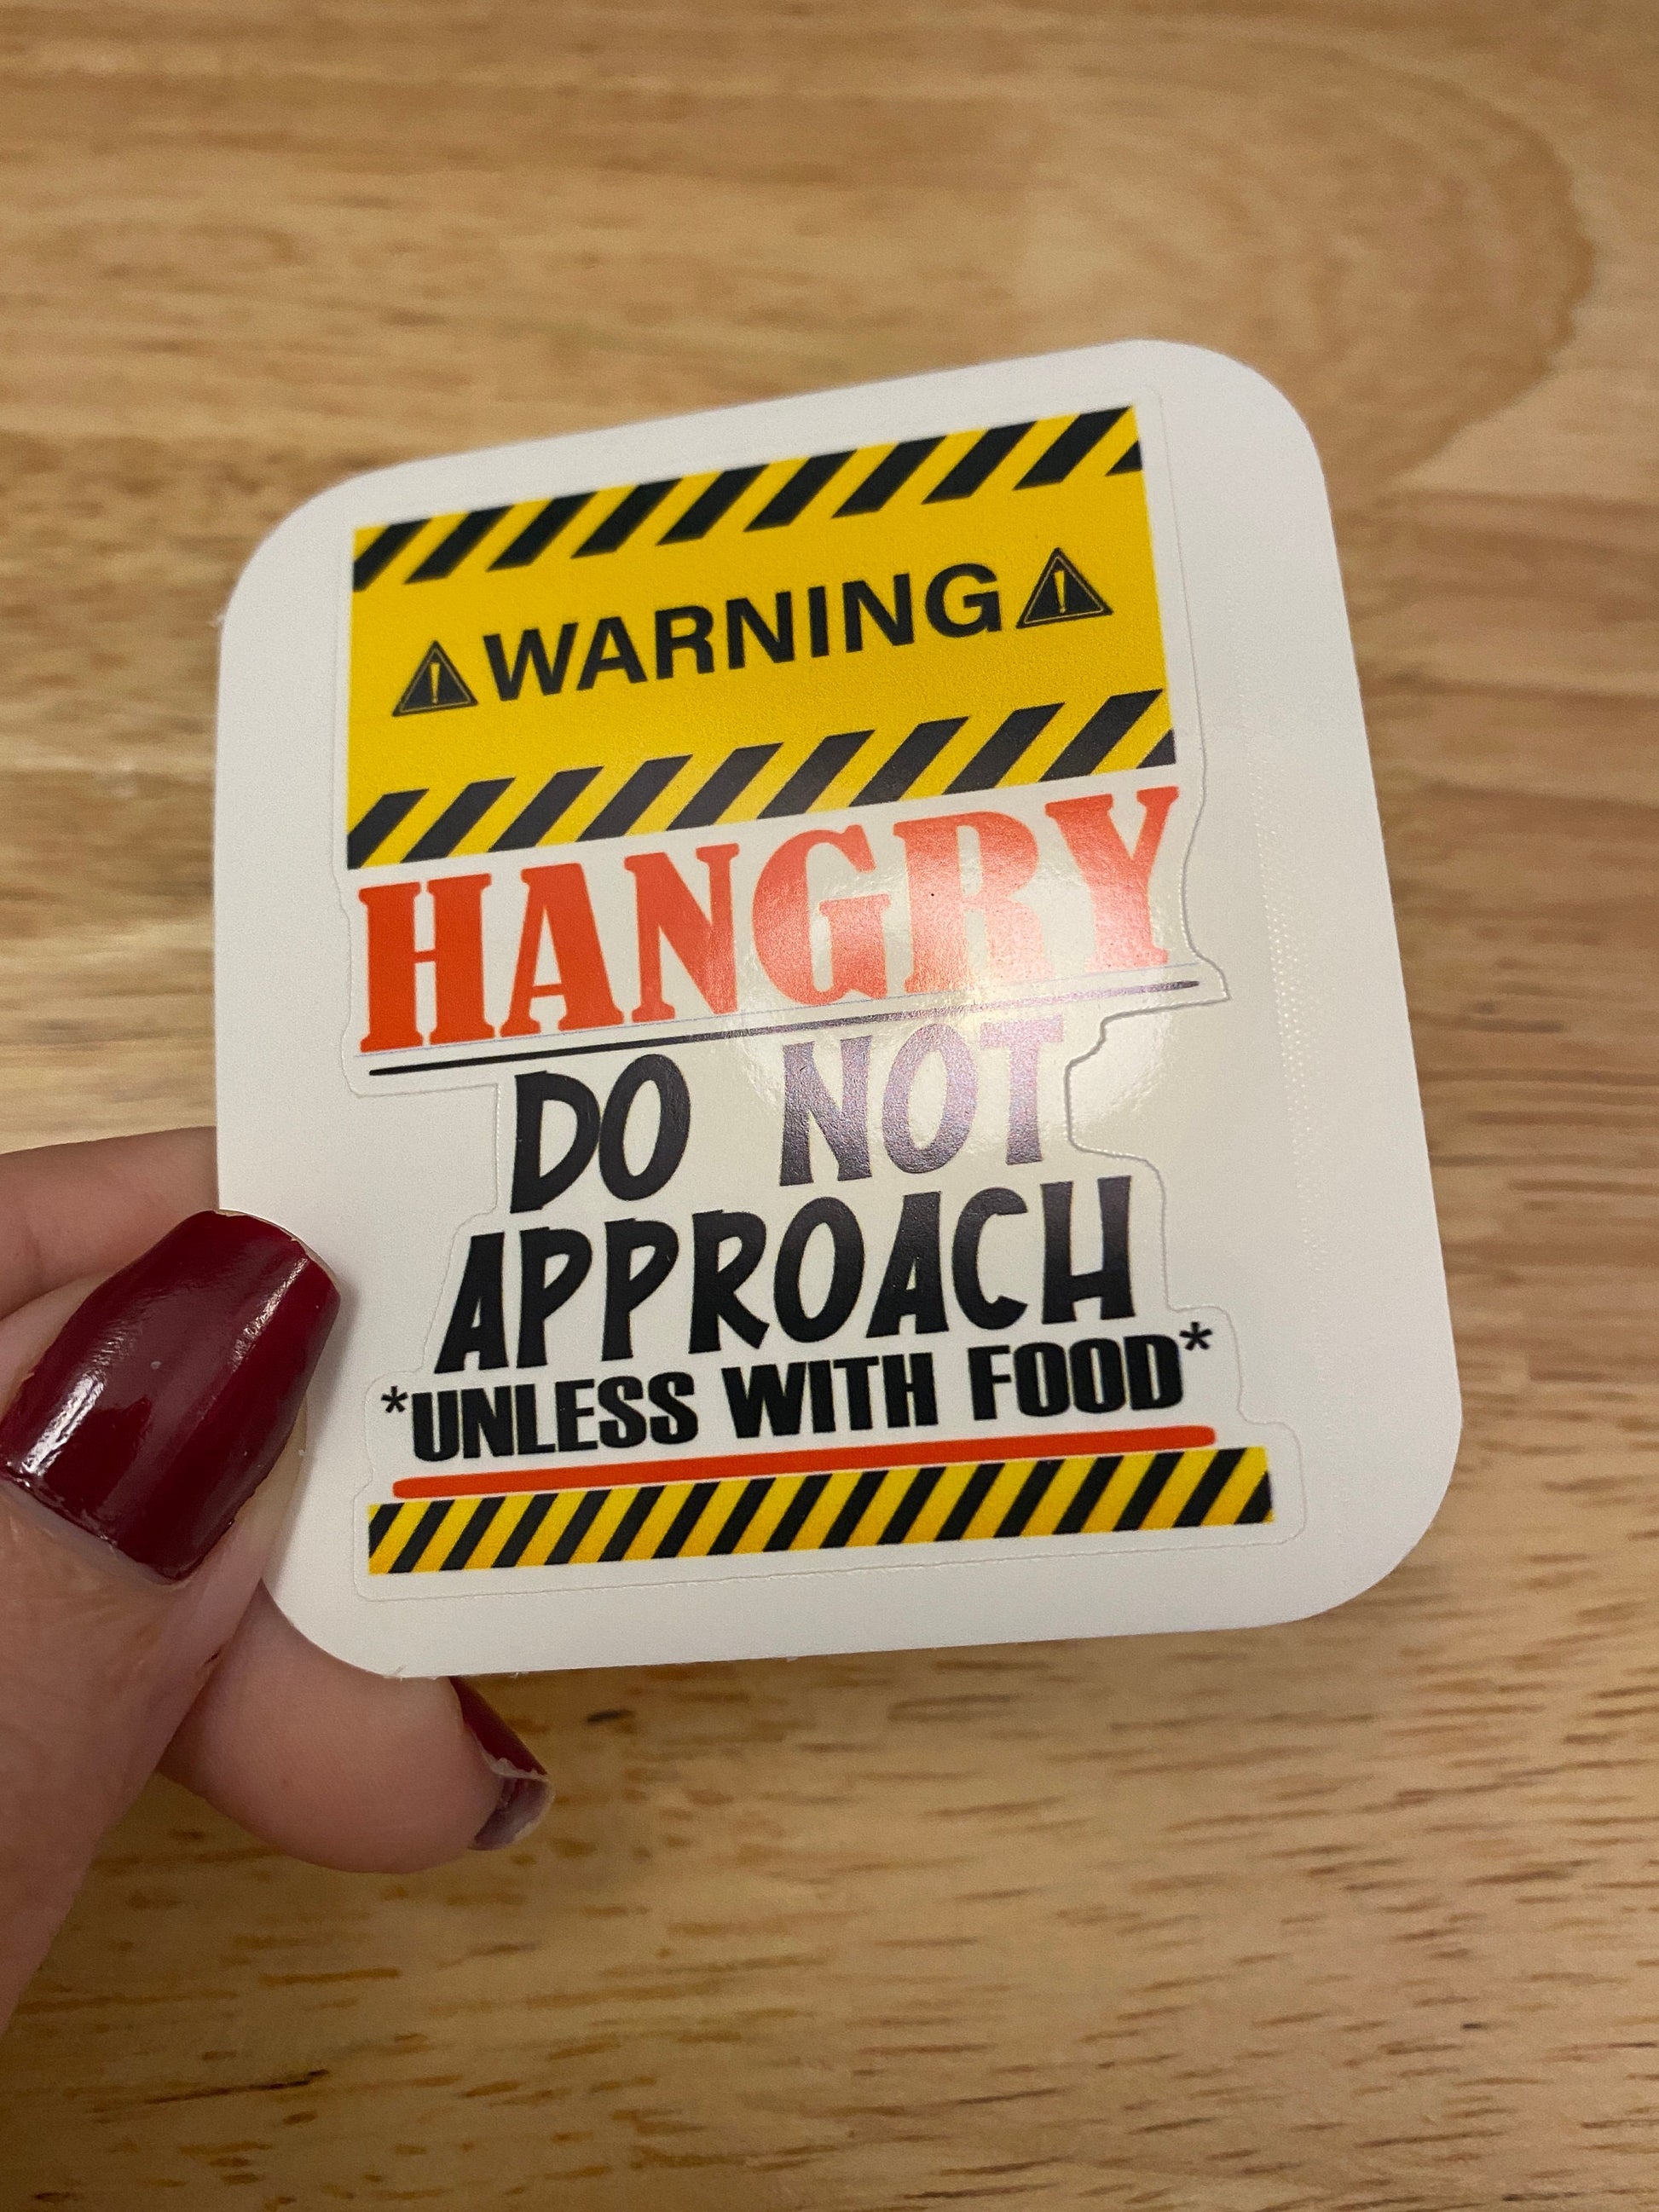 WARNING
HANGRY
DO NOT
APPROACH
*UNLESS WITH FOOD*